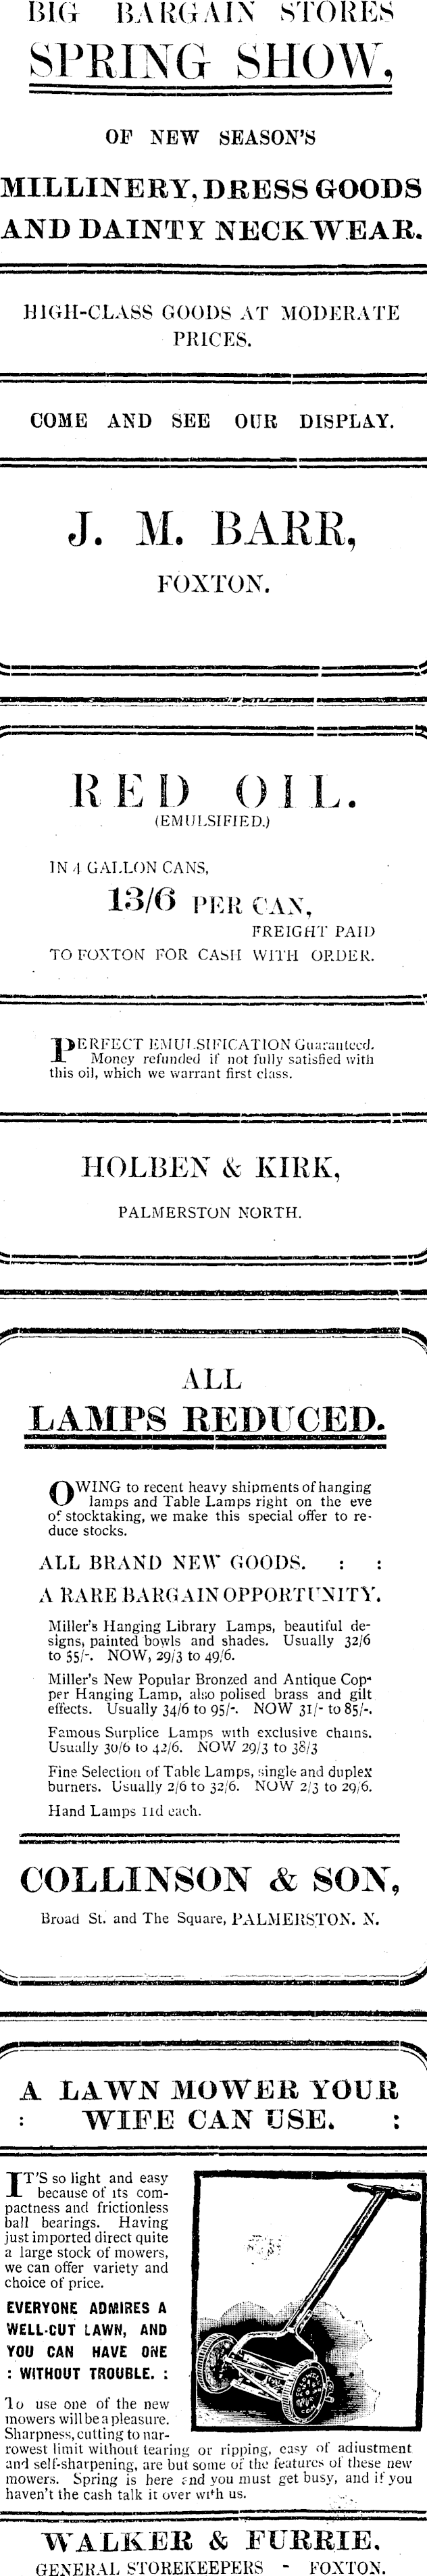 BIG BARGAIN STORES
SPRING SHOW,
OF NEW SEASON'S
MILLINERY, DRESS GOODS
AND DAINTY NECKWEAR.
HIGH-CLASS GOODS AT MODERATE
PRICES.
COME AND SEE OUR DISPLAY.
J. M. BARR,
FOXTON.
RED OIL.
(EMULSIFIED.)
IN 4 GALLON CANS,
13/6 PER CAN,
FREIGHT PAID
TO FOXTON FOR CASH WITH ORDER.
PERFECT EMULSIFICATION Guaranteed.
Money refunded if not fully satisfied with
this oil, which we warrant first class.
HOLBEN & KIRK,
PALMERSTON NORTH.
ALL
LAMPS REDUCED.
OWING to recent heavy shipments of hanging
lamps and Table Lamps right on the eve
of stocktaking, we make this special offer to re-
duce stocks.
ALL BRAND NEW GOODS. : :
A RARE BARGAIN OPPORTUNITY.
Miller's Hanging Library Lamps, beautiful de-
signs, painted bowls and shades. Usually 32/6
to 55/-. NOW, 29/3 to 49/6.
Miller's New Popular Bronzed and Antique Cop-
per Hanging Lamp, also polised brass and gilt
effects. Usually 34/6 to 95/-. NOW 31/- to 85/-.
Famous Surplice Lamps with exclusive chains.
Usually 30/6 to 42/6. NOW 29/3 to 38/3
Fine Selection of Table Lamps, single and duplex
burners. Usually 2/6 to 32/6. NOW 2/3 to 29/6.
Hand Lamps 11d each.
COLLINSON & SON,
Broad St. and The Square, PALMERSTON. N.
A LAWN MOWER YOUR
: WIFE CAN USE. :
IT'S so light and easy
because of its com-
pactness and frictionless
ball bearings. Having
just imported direct quite
a large stock of mowers,
we can offer variety and
choice of price.
EVERYONE ADMIRES A
WELL-CUT LAWN, AND
YOU CAN HAVE ONE
: WITHOUT TROUBLE. :
To use one of the new
mowers will be a pleasure.
Sharpness, cutting to nar-
rowest limit without tearing or ripping, easy of adjustment
and self-sharpening, are but some of the features of these new
mowers. Spring is here and you must get busy, and if you
haven't the cash talk it over with us.
WALKER & FURRIE,
GENERAL STOREKEEPERS - FOXTON.